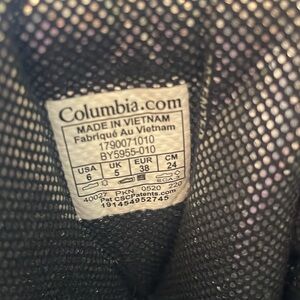 Columbia.com
MADE IN VIETNAM
Fabriqué Au Vietnam
1790071010
BY5955-010
USA UK EUR CM
6 5 38 24
40027 PKN 0520 220
Pat CSCPatents.com
191454952745